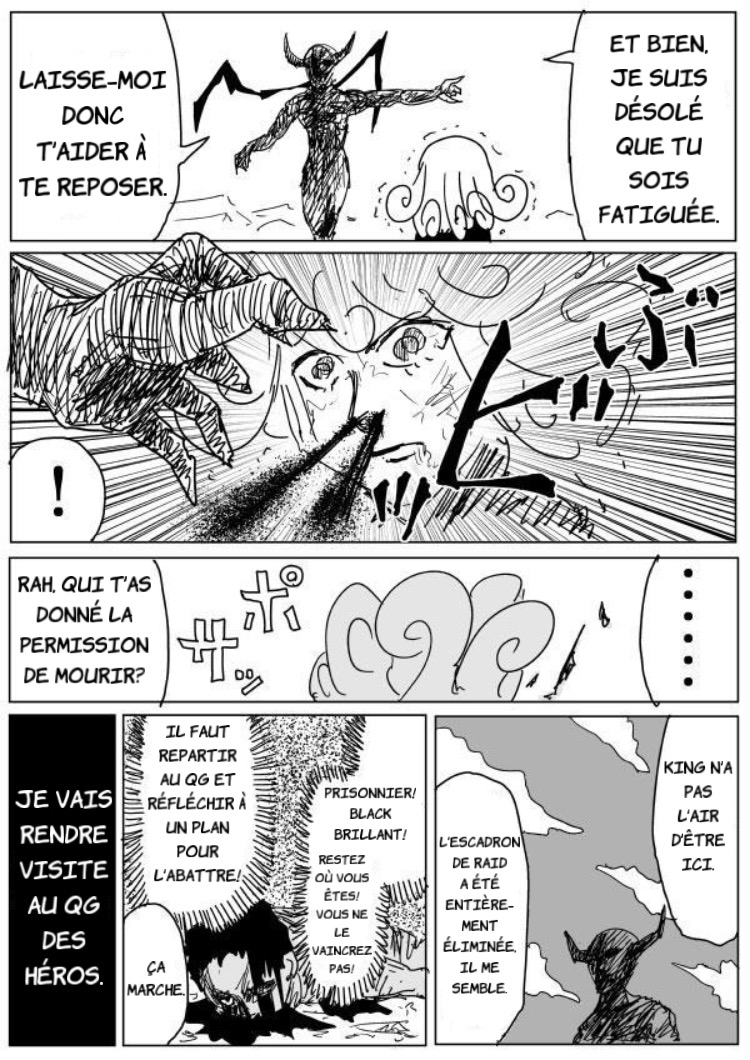 ET BIEN,
JE SUIS
DÉSOLÉ
QUE TU
SOIS
FATIGUÉE.
LAISSE-MOI
DONC
T'AIDER À
TE REPOSER.
!
......
ポサッ
RAH, QUI T'AS
DONNÉ LA
PERMISSION
DE MOURIR?
KING N'A
PAS
L'AIR
D'ÊTRE
ICI.
L'ESCADRON
DE RAID
A ÉTÉ
ENTIÈRE-
MENT
ÉLIMINÉE,
IL ME
SEMBLE.
PRISONNIER!
BLACK
BRILLANT!
RESTEZ
OÙ VOUS
ÊTES!
VOUS NE
LE
VAINCREZ
PAS!
IL FAUT
REPARTIR
AU QG ET
RÉFLÉCHIR À
UN PLAN
POUR
L'ABATTRE!
ÇA
MARCHE.
JE VAIS
RENDRE
VISITE
AU QG
DES
HÉROS.